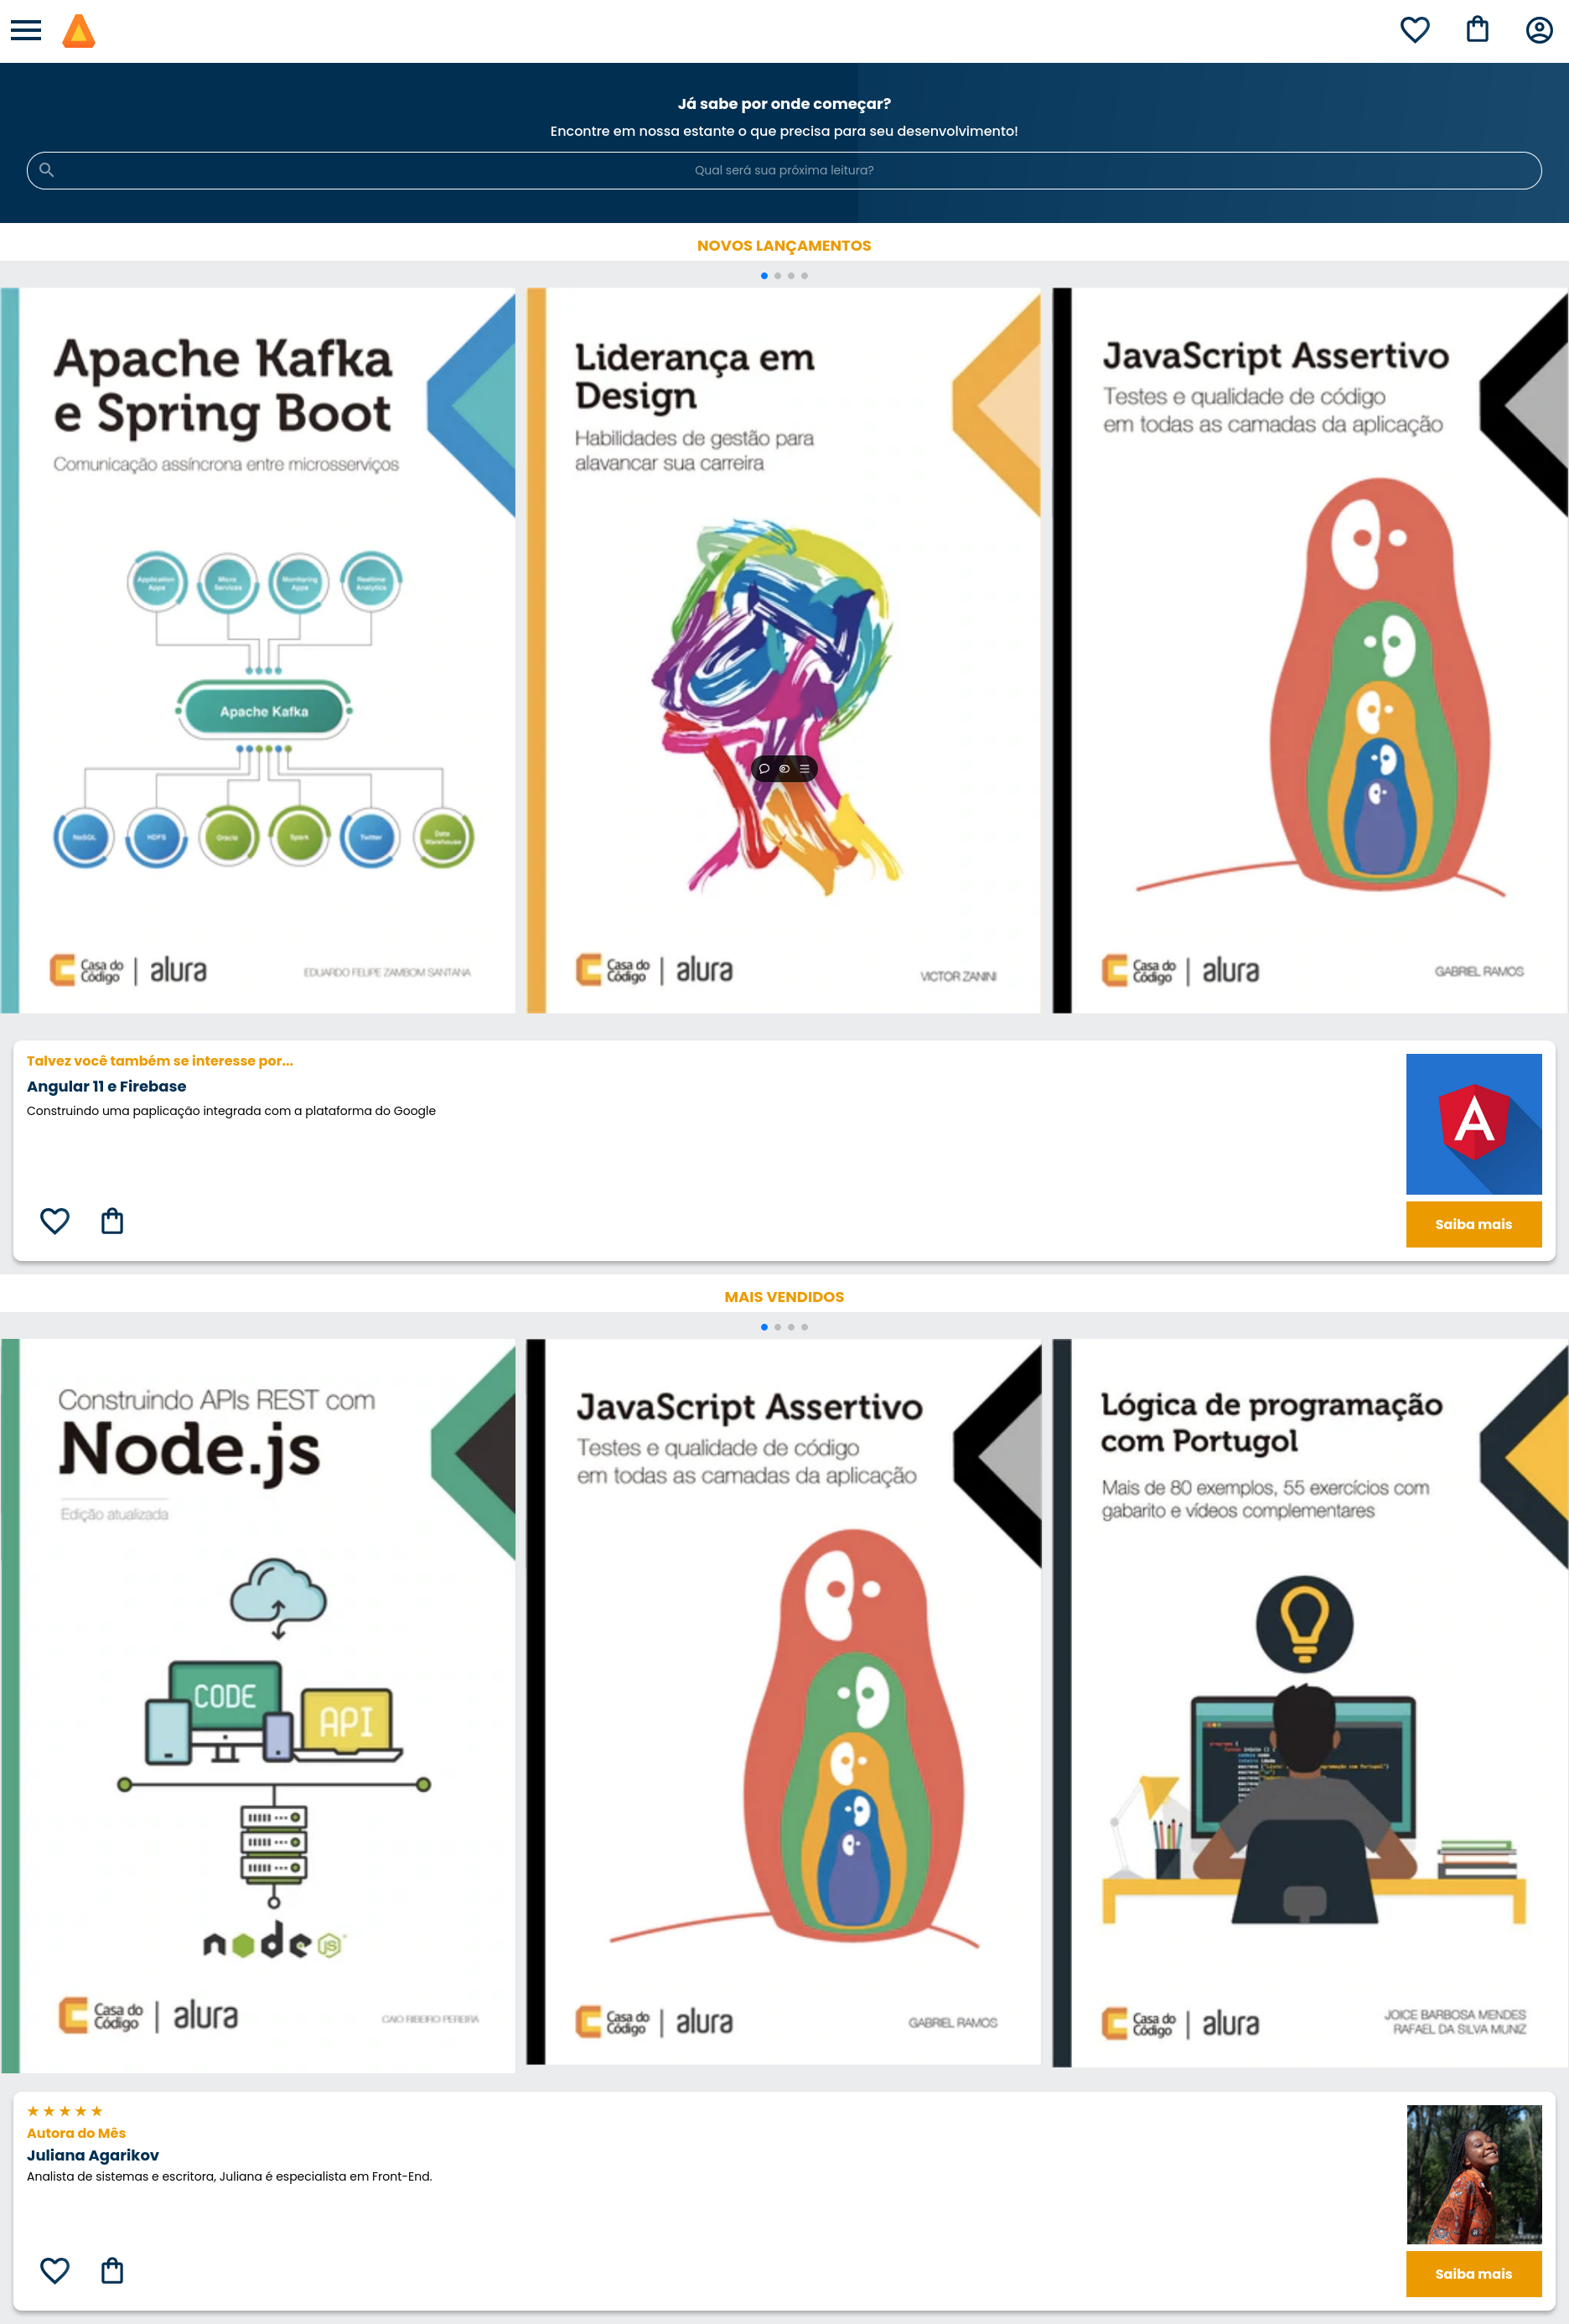 Já sabe por onde começar?
Encontre em nossa estante o que precisa para seu desenvolvimento!
Qual será sua próxima leitura?
NOVOS LANÇAMENTOS
Apache Kafka
e Spring Boot
Comunicação assíncrona entre microsserviços
Application Apps
Micro Services
Monitoring Apps
Realtime Analytics
Apache Kafka
NoSQL
HDFS
Oracle
Spark
Twitter
Data Warehouse
Casa do Código | alura
EDUARDO FELIPE ZAMBOM SANTANA
Liderança em
Design
Habilidades de gestão para
alavancar sua carreira
Casa do Código | alura
VICTOR ZANINI
JavaScript Assertivo
Testes e qualidade de código
em todas as camadas da aplicação
Casa do Código | alura
GABRIEL RAMOS
Talvez você também se interesse por...
Angular 11 e Firebase
Construindo uma paplicação integrada com a plataforma do Google
A
Saiba mais
MAIS VENDIDOS
Construindo APIs REST com
Node.js
Edição atualizada
CODE
API
node JS
Casa do Código | alura
CAIO RIBEIRO PEREIRA
JavaScript Assertivo
Testes e qualidade de código
em todas as camadas da aplicação
Casa do Código | alura
GABRIEL RAMOS
Lógica de programação
com Portugol
Mais de 80 exemplos, 55 exercícios com
gabarito e vídeos complementares
Casa do Código | alura
JOICE BARBOSA MENDES
RAFAEL DA SILVA MUNIZ
Autora do Mês
Juliana Agarikov
Analista de sistemas e escritora, Juliana é especialista em Front-End.
Saiba mais